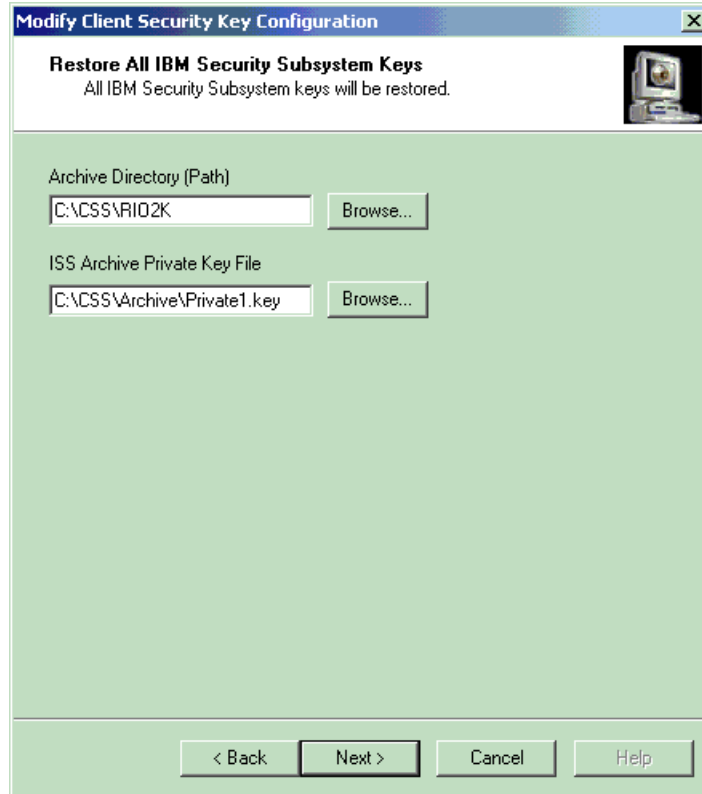 Modify Client Security Key Configuration
Restore All IBM Security Subsystem Keys
All IBM Security Subsystem keys will be restored.
Archive Directory (Path)
C:\CSS\RIO2K
Browse...
ISS Archive Private Key File
C:\CSS\Archive\Private1.key
Browse...
< Back
Next >
Cancel
Help